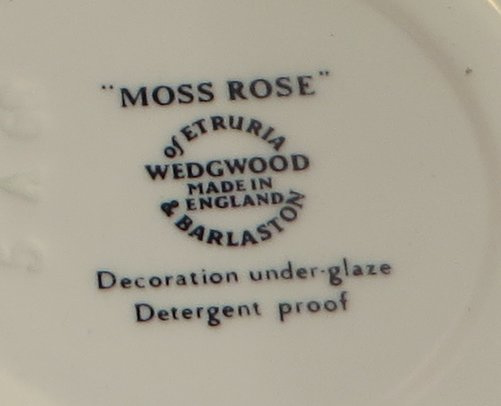 "MOSS ROSE"
of ETRURIA
WEDGWOOD
MADE IN
ENGLAND
& BARLASTON
Decoration under-glaze
Detergent proof